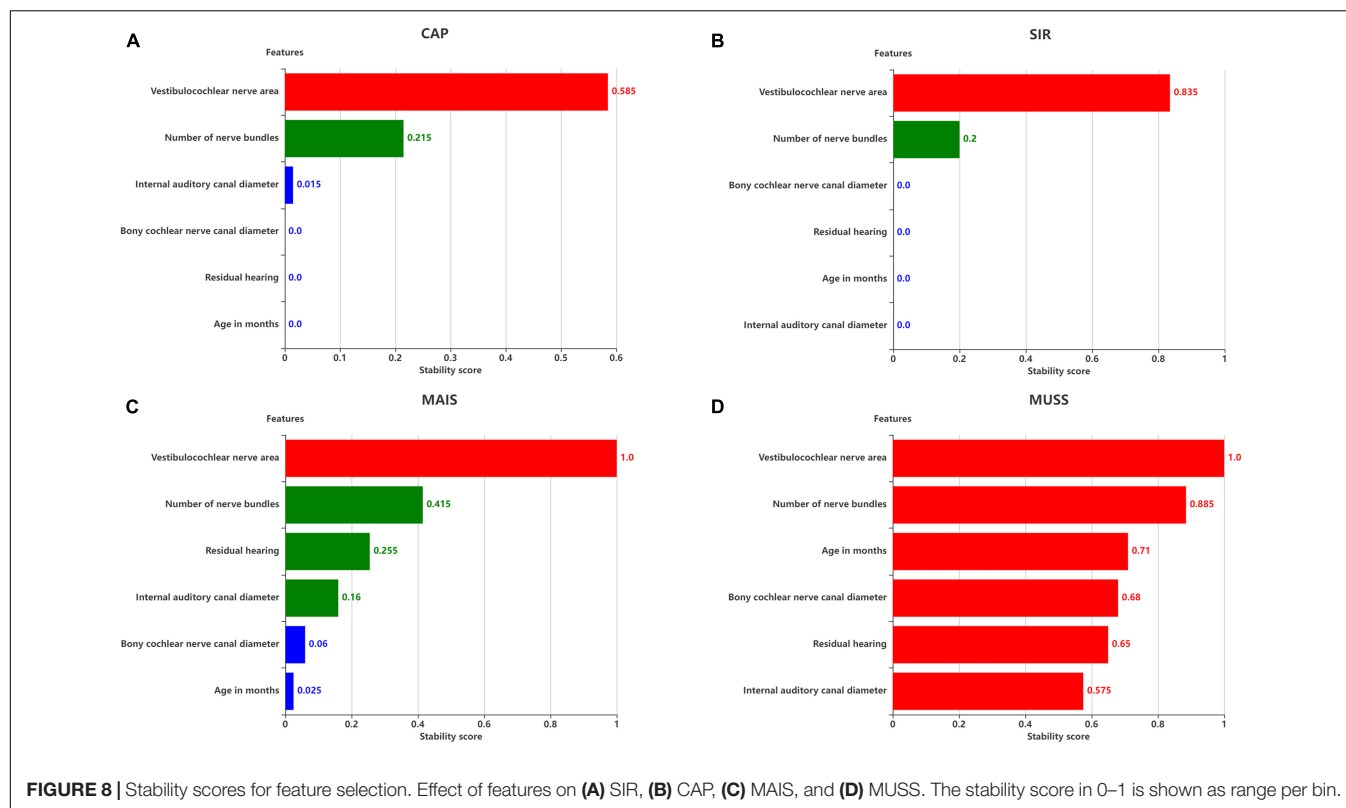 A
CAP
Features
Vestibulocochlear nerve area
0.585
Number of nerve bundles
0.215
Internal auditory canal diameter
0.015
Bony cochlear nerve canal diameter
0.0
Residual hearing
0.0
Age in months
0.0
0 0.1 0.2 0.3 0.4 0.5 0.6
Stability score
B
SIR
Features
Vestibulocochlear nerve area
0.835
Number of nerve bundles
0.2
Bony cochlear nerve canal diameter
0.0
Residual hearing
0.0
Age in months
0.0
Internal auditory canal diameter
0.0
0 0.2 0.4 0.6 0.8 1
Stability score
C
MAIS
Features
Vestibulocochlear nerve area
1.0
Number of nerve bundles
0.415
Residual hearing
0.255
Internal auditory canal diameter
0.16
Bony cochlear nerve canal diameter
0.06
Age in months
0.025
0 0.2 0.4 0.6 0.8 1
Stability score
D
MUSS
Features
Vestibulocochlear nerve area
1.0
Number of nerve bundles
0.885
Age in months
0.71
Bony cochlear nerve canal diameter
0.68
Residual hearing
0.65
Internal auditory canal diameter
0.575
0 0.2 0.4 0.6 0.8 1
Stability score
FIGURE 8 | Stability scores for feature selection. Effect of features on (A) SIR, (B) CAP, (C) MAIS, and (D) MUSS. The stability score in 0–1 is shown as range per bin.